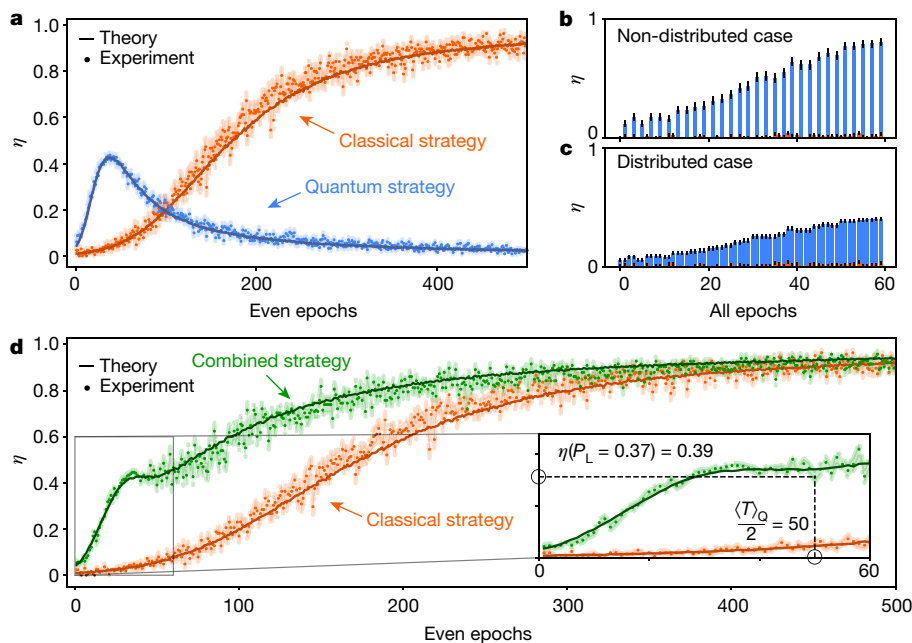 a
1.0
0.8
0.6
0.4
0.2
0
η
Theory
Experiment
Classical strategy
Quantum strategy
0
200
400
Even epochs
b
1
η
0
Non-distributed case
c
1
η
0
Distributed case
0
20
40
60
All epochs
d
1.0
0.8
0.6
0.4
0.2
0
η
Theory
Experiment
Combined strategy
Classical strategy
η(P_L = 0.37) = 0.39
⟨T⟩_Q
2 = 50
0
60
0
100
200
300
400
500
Even epochs